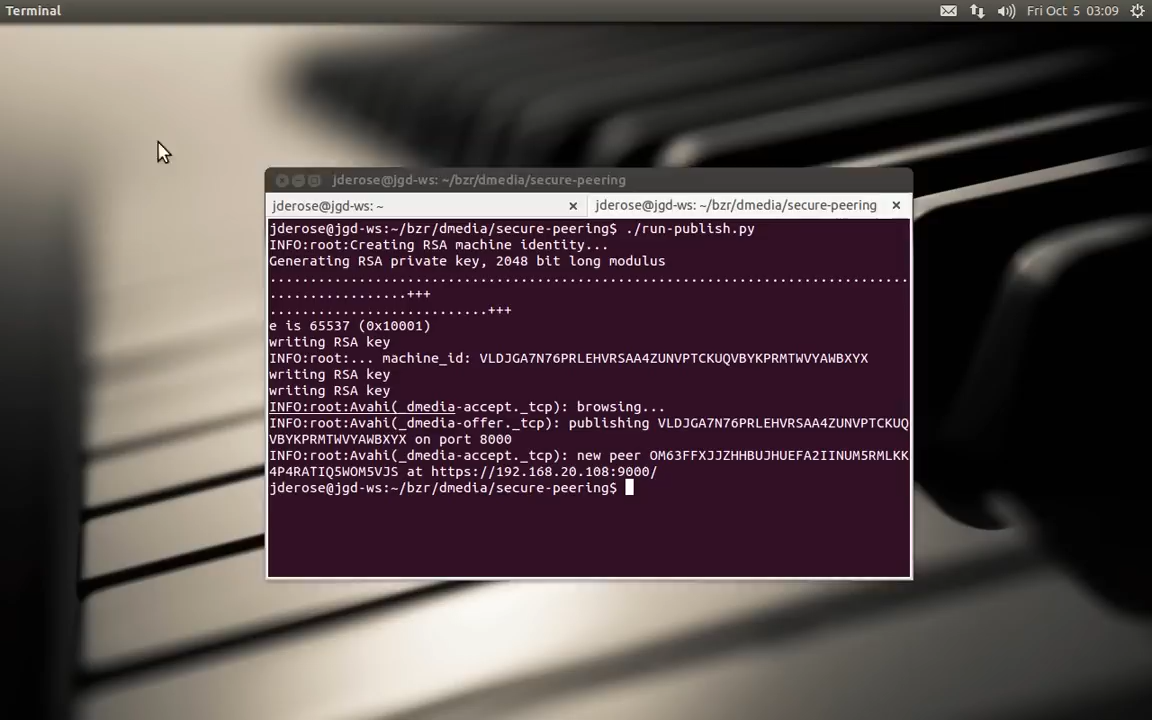 Terminal
Fri Oct 5 03:09
jderose@jgd-ws: ~/bzr/dmedia/secure-peering
jderose@jgd-ws: ~
jderose@jgd-ws: ~/bzr/dmedia/secure-peering
jderose@jgd-ws:~/bzr/dmedia/secure-peering$ ./run-publish.py
INFO:root:Creating RSA machine identity...
Generating RSA private key, 2048 bit long modulus
...............................................................................
.................+++
...........................+++
e is 65537 (0x10001)
writing RSA key
INFO:root:... machine_id: VLDJGA7N76PRLEHVRSAA4ZUNVPTCKUQVBYKPRMTWVYAWBXYX
writing RSA key
writing RSA key
INFO:root:Avahi(_dmedia-accept._tcp): browsing...
INFO:root:Avahi(_dmedia-offer._tcp): publishing VLDJGA7N76PRLEHVRSAA4ZUNVPTCKUQ
VBYKPRMTWVYAWBXYX on port 8000
INFO:root:Avahi(_dmedia-accept._tcp): new peer OM63FFXJJZHHBUJHUEFA2IINUM5RMLKK
4P4RATIQ5WOM5VJS at https://192.168.20.108:9000/
jderose@jgd-ws:~/bzr/dmedia/secure-peering$